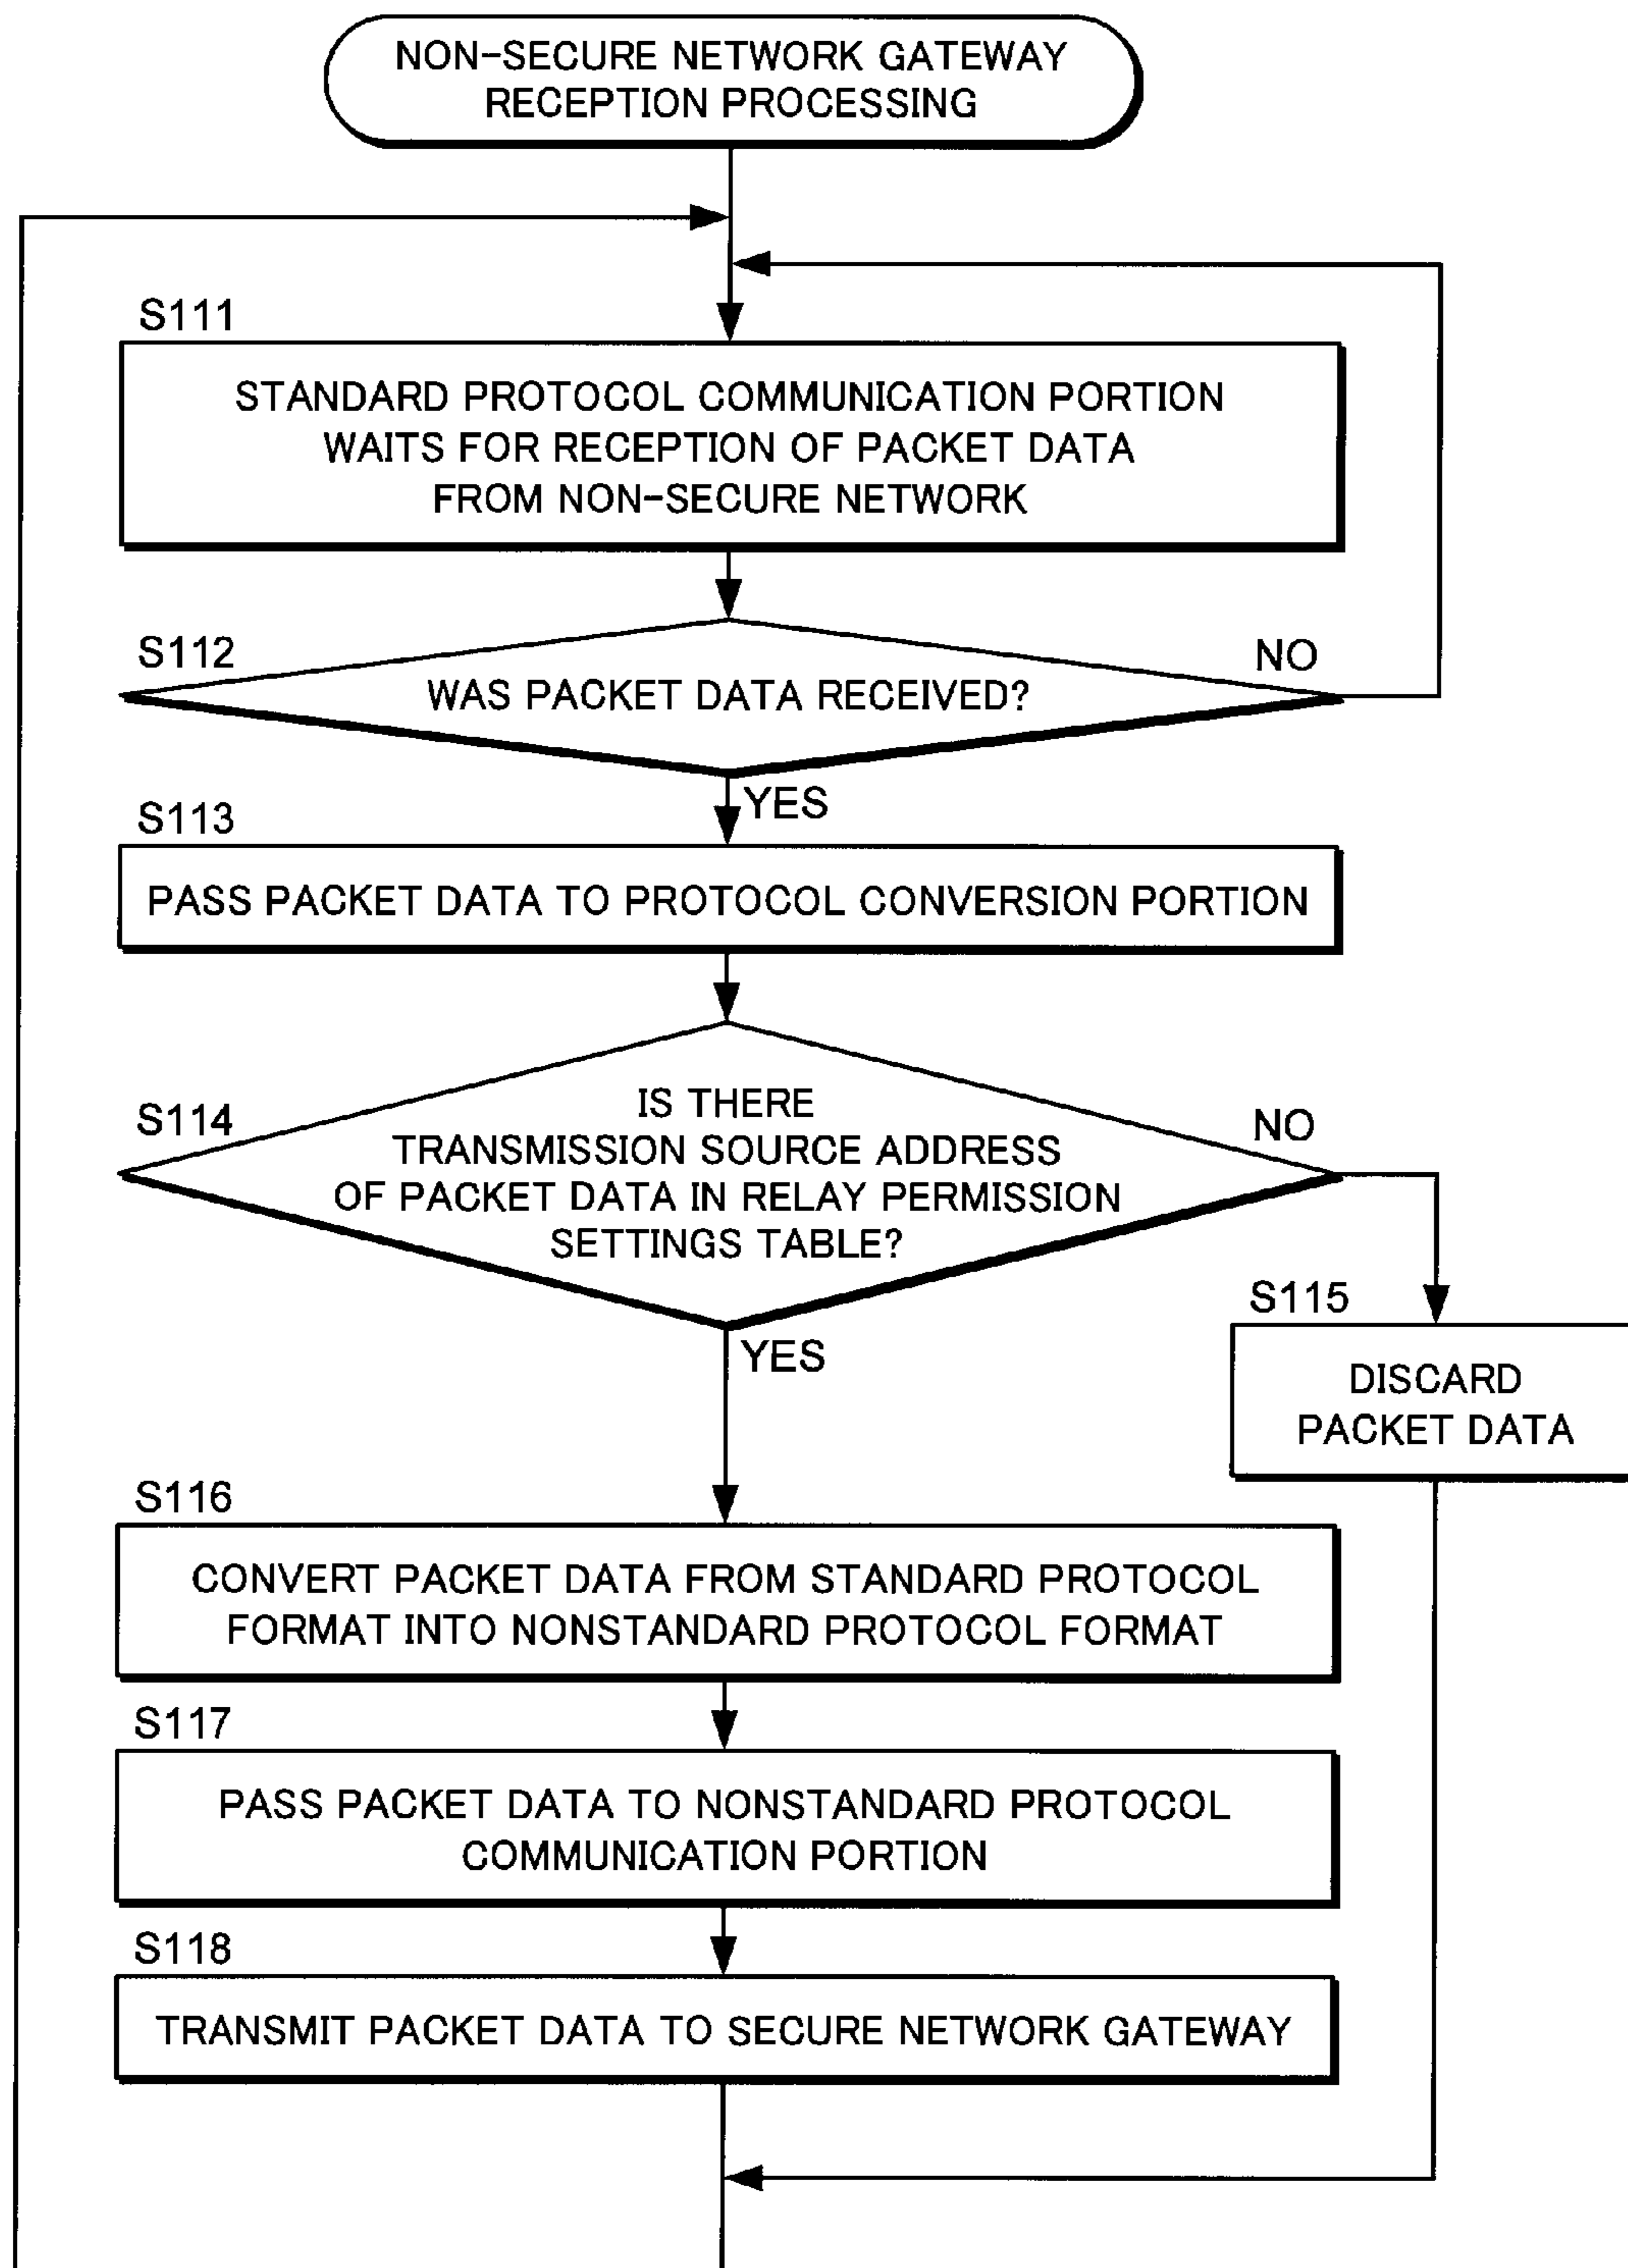 NON-SECURE NETWORK GATEWAY
RECEPTION PROCESSING
S111
STANDARD PROTOCOL COMMUNICATION PORTION
WAITS FOR RECEPTION OF PACKET DATA
FROM NON-SECURE NETWORK
S112
NO
WAS PACKET DATA RECEIVED?
YES
S113
PASS PACKET DATA TO PROTOCOL CONVERSION PORTION
S114
IS THERE
TRANSMISSION SOURCE ADDRESS
OF PACKET DATA IN RELAY PERMISSION
SETTINGS TABLE?
NO
YES
S115
DISCARD
PACKET DATA
S116
CONVERT PACKET DATA FROM STANDARD PROTOCOL
FORMAT INTO NONSTANDARD PROTOCOL FORMAT
S117
PASS PACKET DATA TO NONSTANDARD PROTOCOL
COMMUNICATION PORTION
S118
TRANSMIT PACKET DATA TO SECURE NETWORK GATEWAY